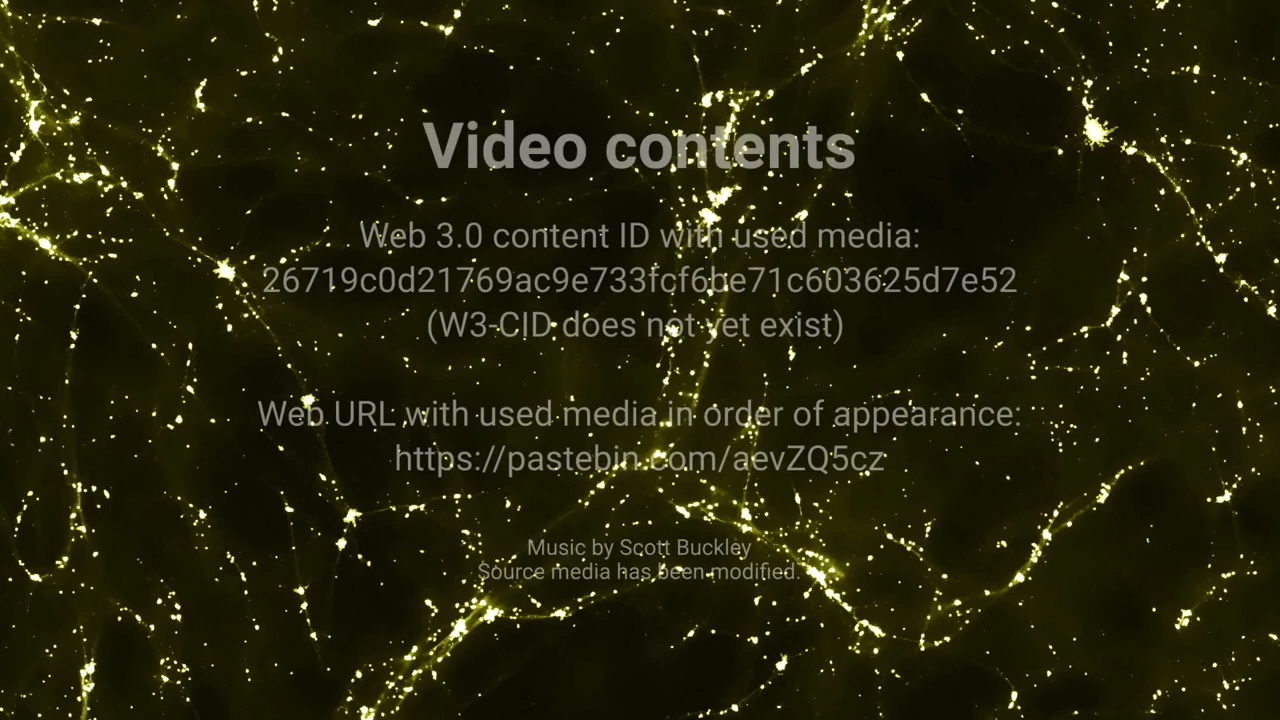 Video contents
Web 3.0 content ID with used media:
26719c0d21769ac9e733fcf6be71c603625d7e52
(W3-CID does not yet exist)
Web URL with used media in order of appearance:
https://pastebin.com/aevZQ5cz
Music by Scott Buckley
Source media has been modified.